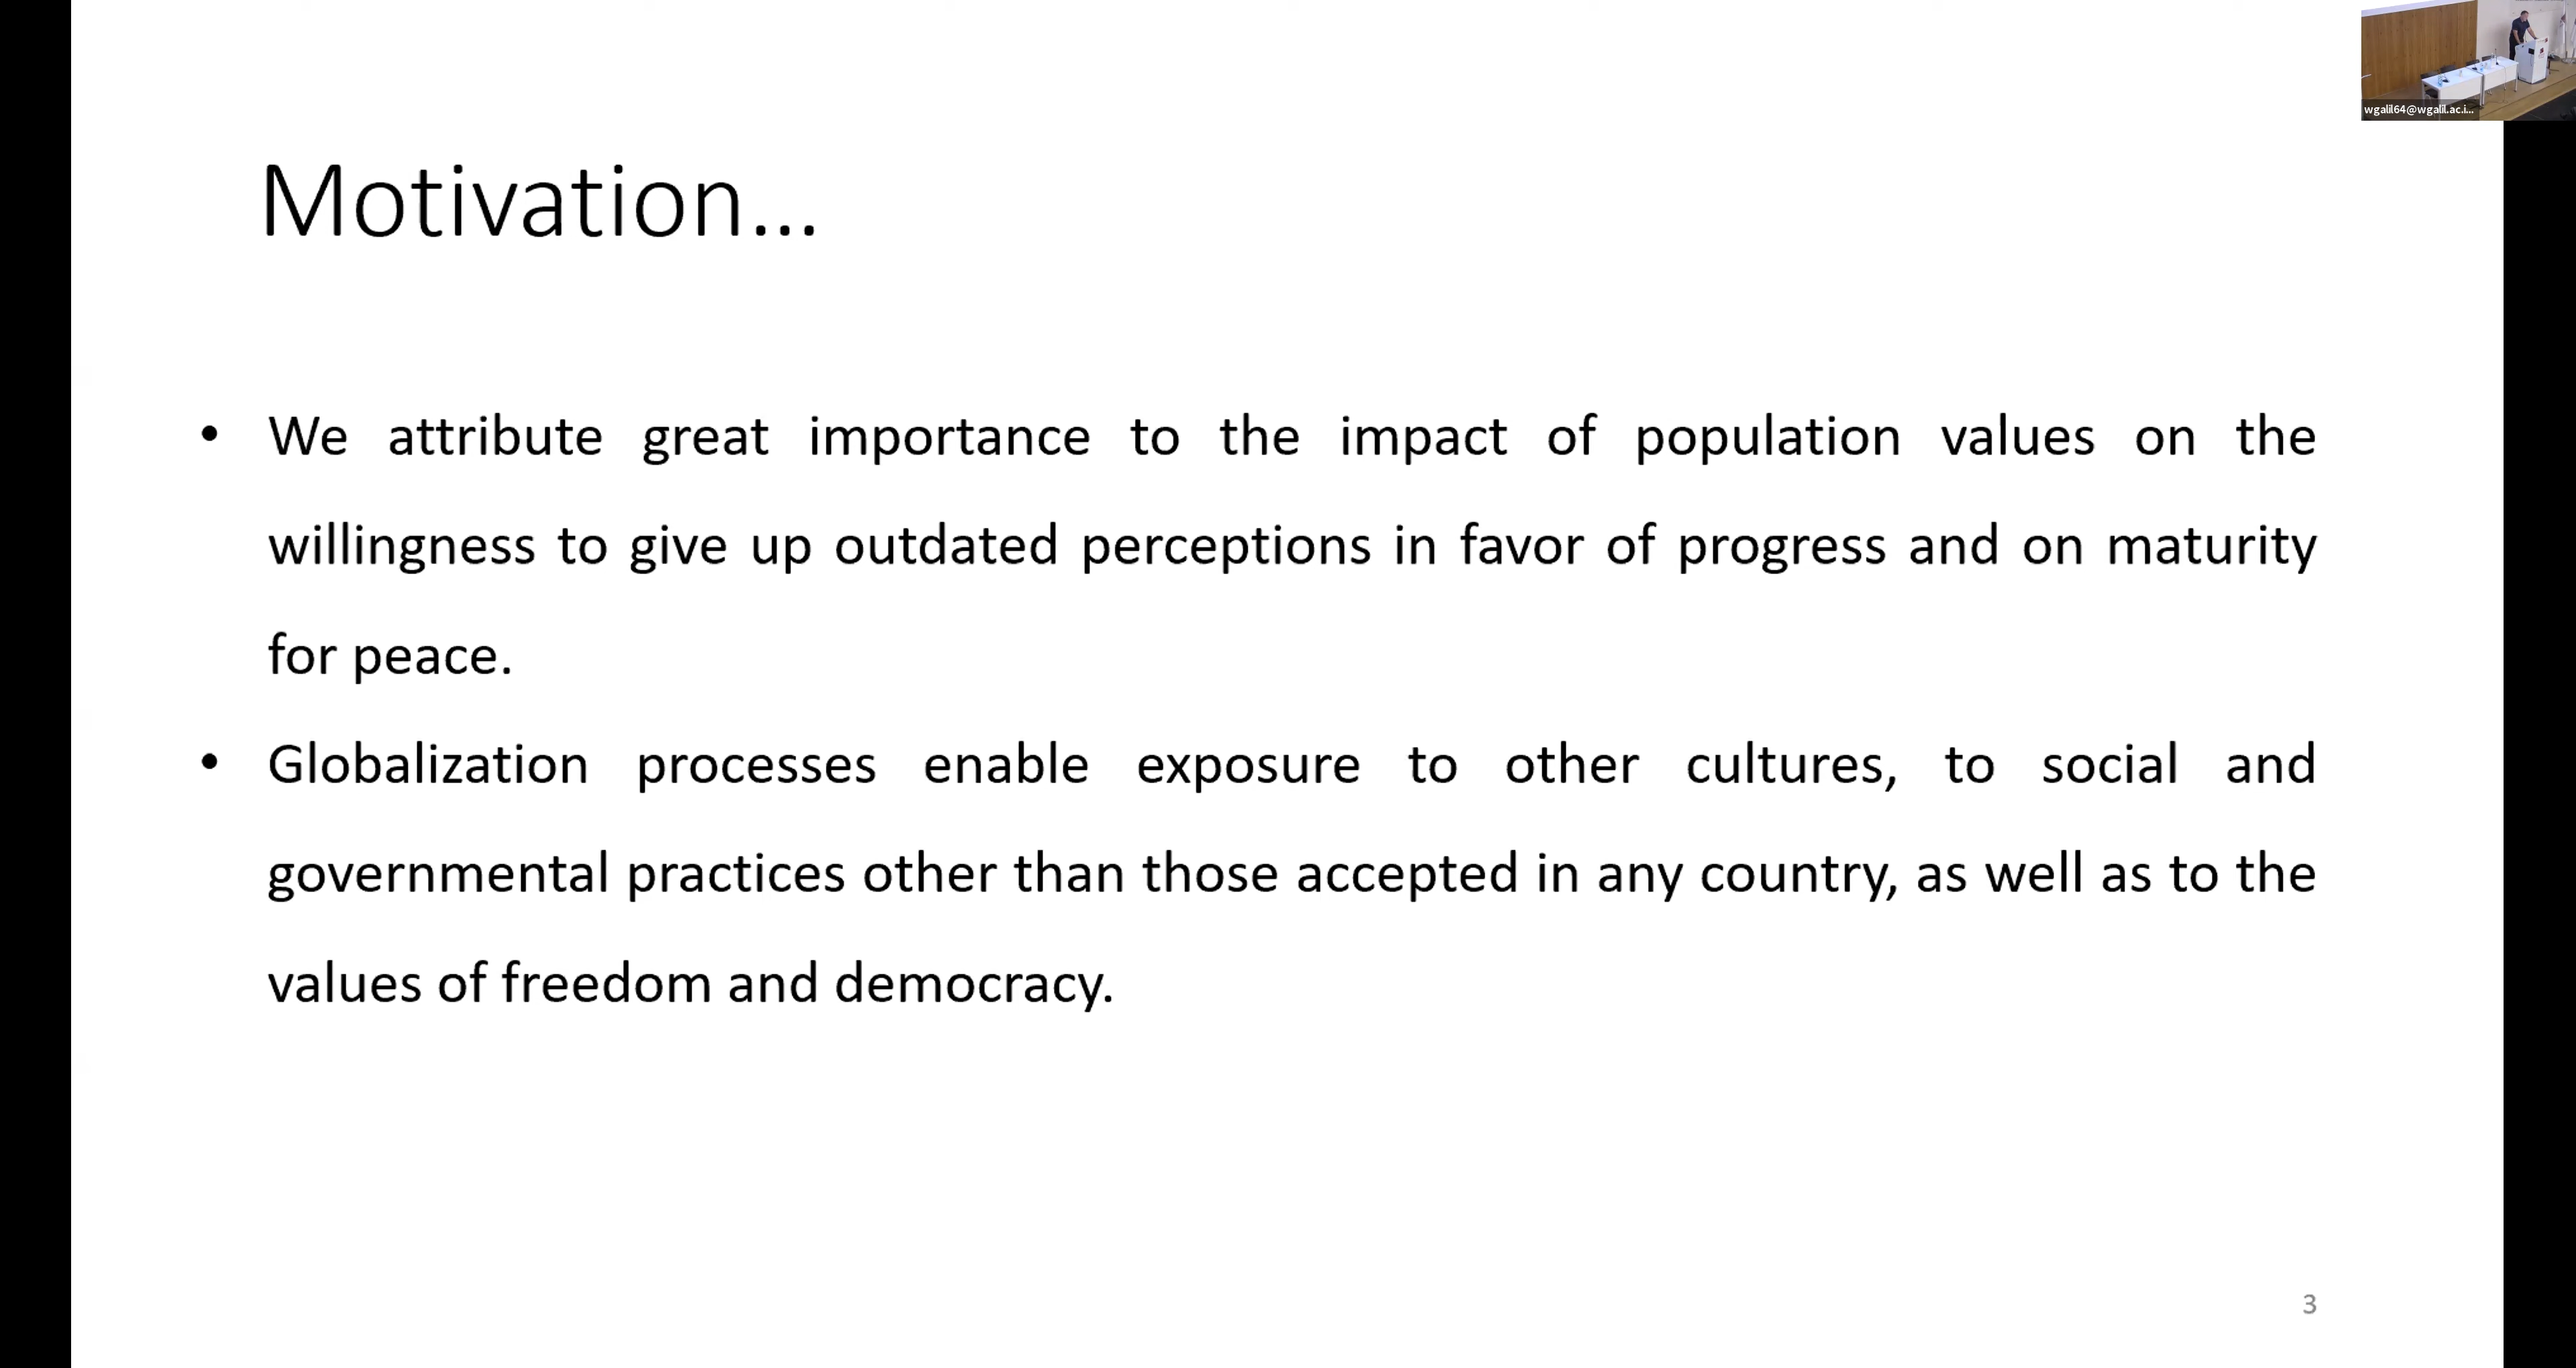 wgalil64@wgalil.ac.i...
Motivation...
• We attribute great importance to the impact of population values on the
willingness to give up outdated perceptions in favor of progress and on maturity
for peace.
• Globalization processes enable exposure to other cultures, to social and
governmental practices other than those accepted in any country, as well as to the
values of freedom and democracy.
3